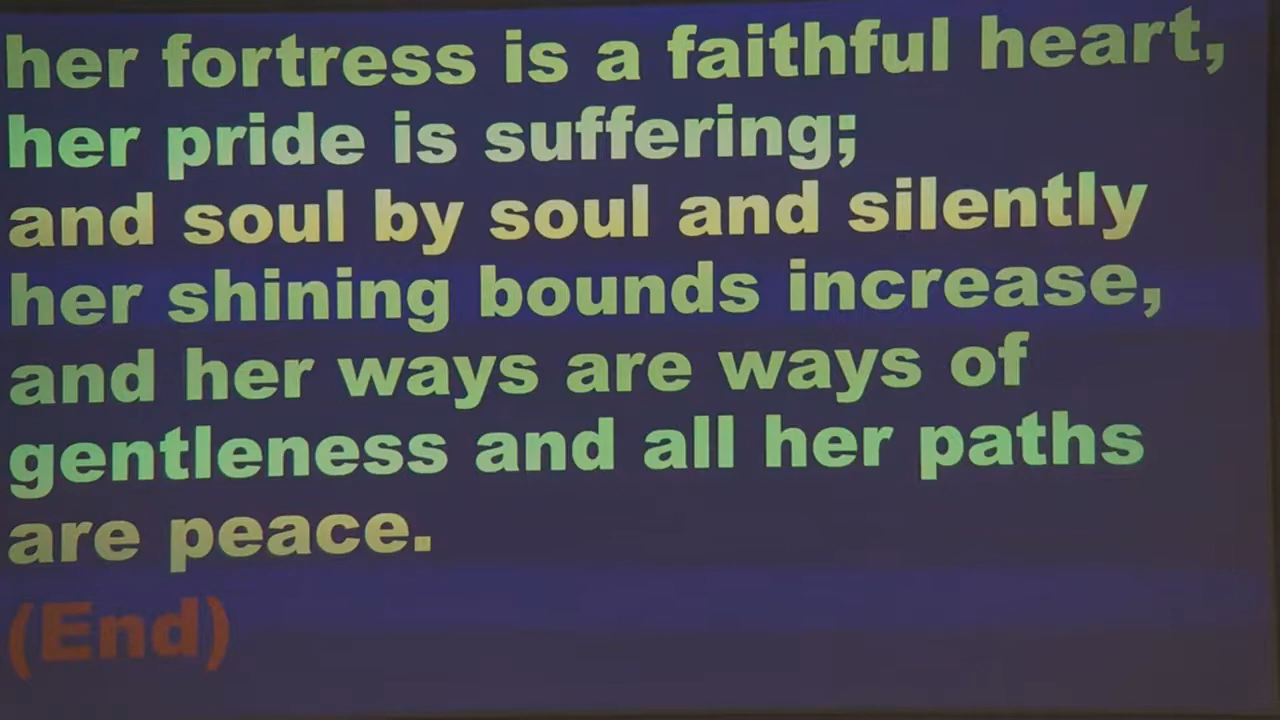 her fortress is a faithful heart,
her pride is suffering;
and soul by soul and silently
her shining bounds increase,
and her ways are ways of
gentleness and all her paths
are peace.
(End)